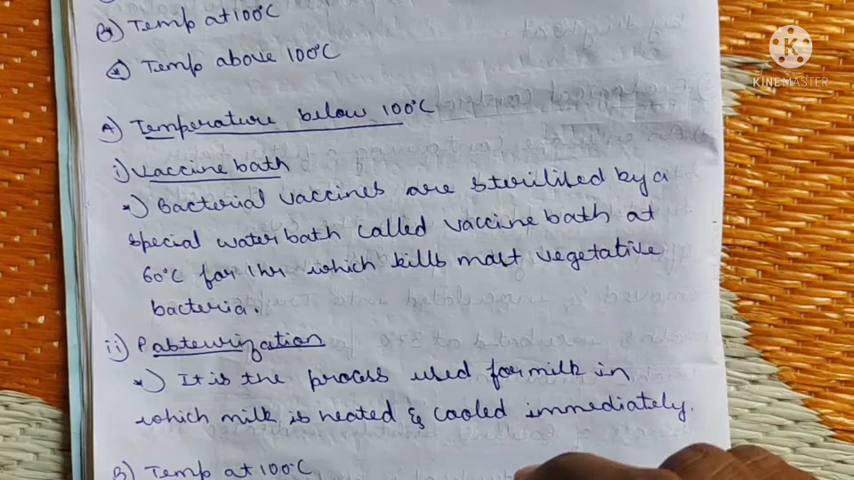 B) Temp at 100°C
Temp above 100°C
A) Temperature below 100°C
i) Vaccine bath
*) Bacterial vaccines are sterilised by a
special water bath called vaccine bath at
60°C for 1 hr which kills most vegetative
bacteria.
ii) Pasteurization
*) It is the process used for milk in
which milk is heated & cooled immediately.
B) Temp at 100°C
K
KINEMASTER